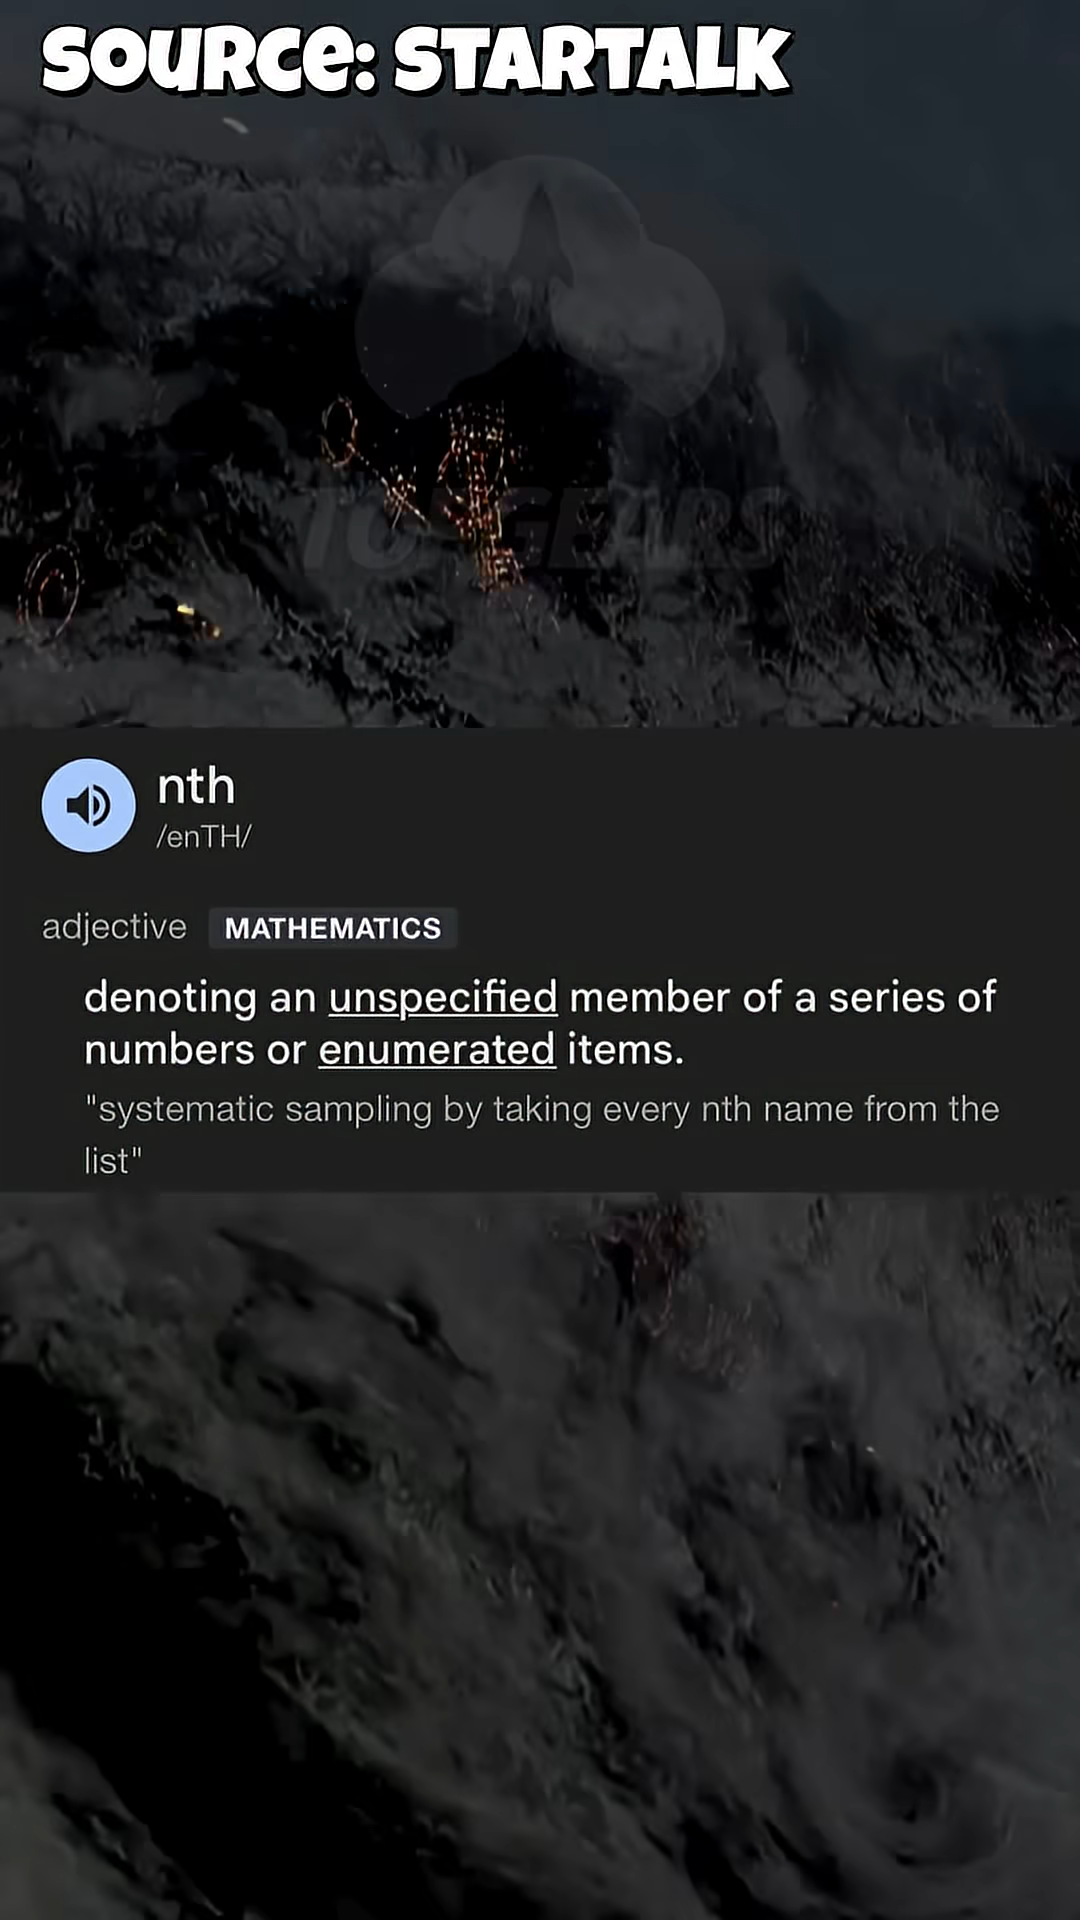 SOURCe: STARTALK
nth
/enTH/
adjective MATHEMATICS
denoting an unspecified member of a series of
numbers or enumerated items.
"systematic sampling by taking every nth name from the
list"